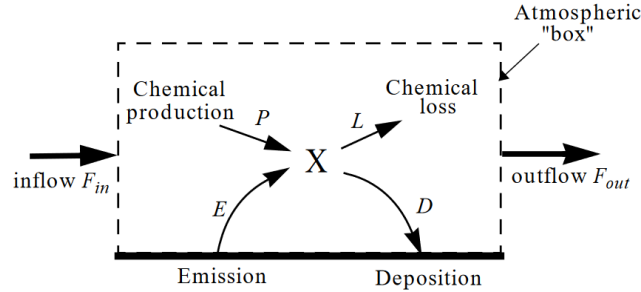 Atmospheric
"box"
Chemical
production
P
L
Chemical
loss
X
inflow F_in
outflow F_out
E
D
Emission
Deposition